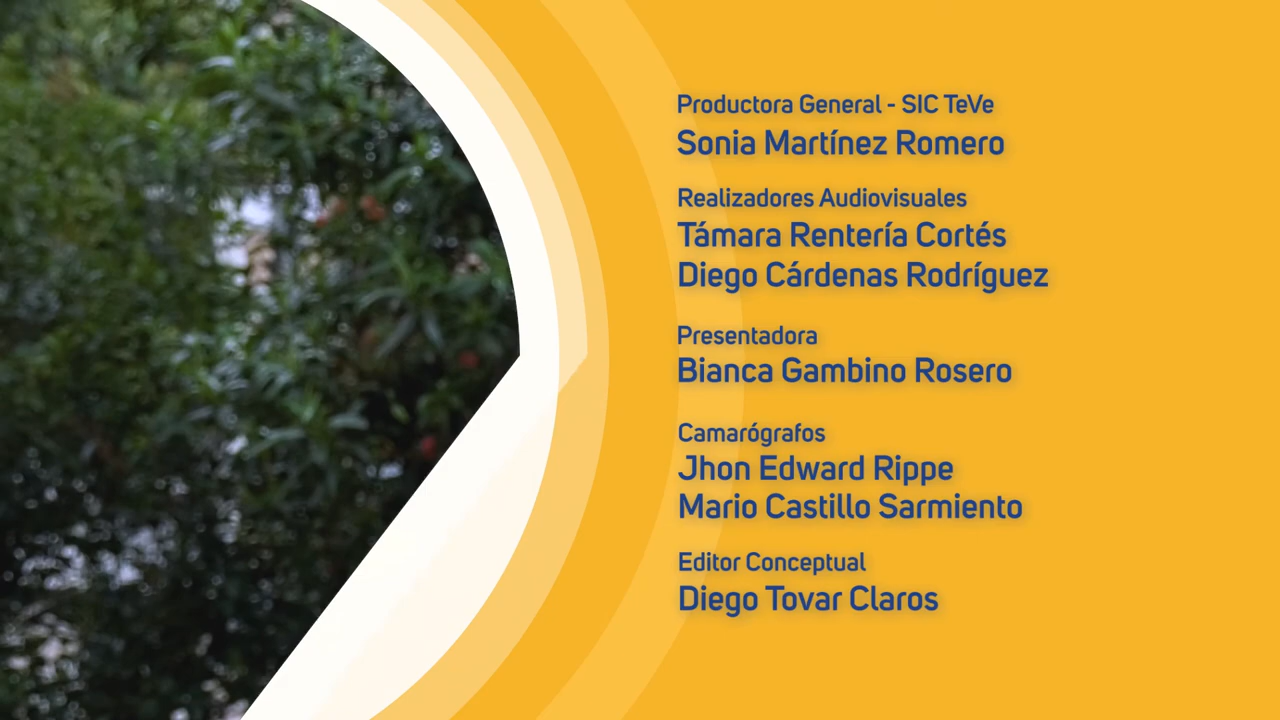 Productora General - SIC TeVe
Sonia Martínez Romero
Realizadores Audiovisuales
Támara Rentería Cortés
Diego Cárdenas Rodríguez
Presentadora
Bianca Gambino Rosero
Camarógrafos
Jhon Edward Rippe
Mario Castillo Sarmiento
Editor Conceptual
Diego Tovar Claros